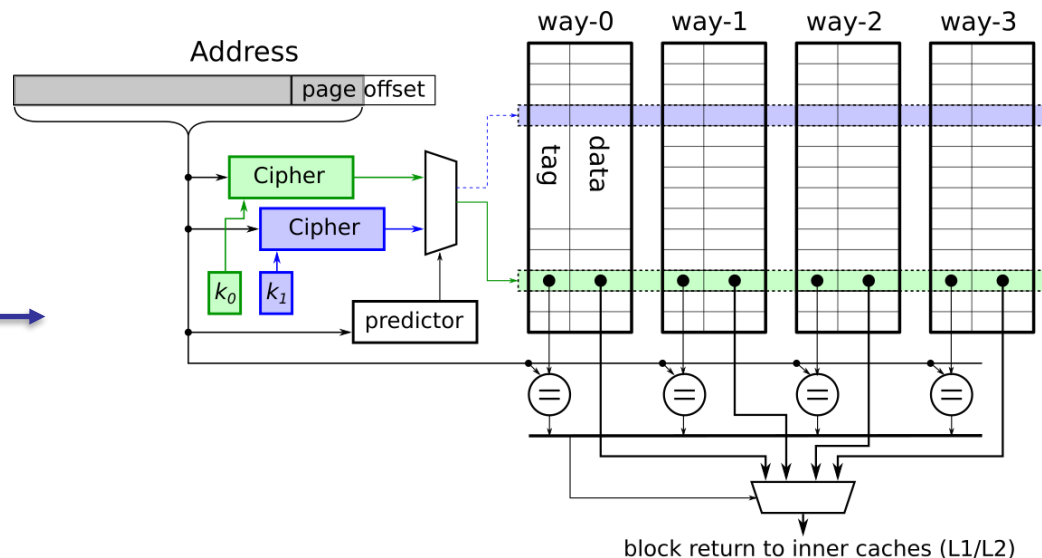 way-0 way-1 way-2 way-3
Address
page offset
tag
data
Cipher
Cipher
k0
k1
predictor
=
=
=
=
block return to inner caches (L1/L2)